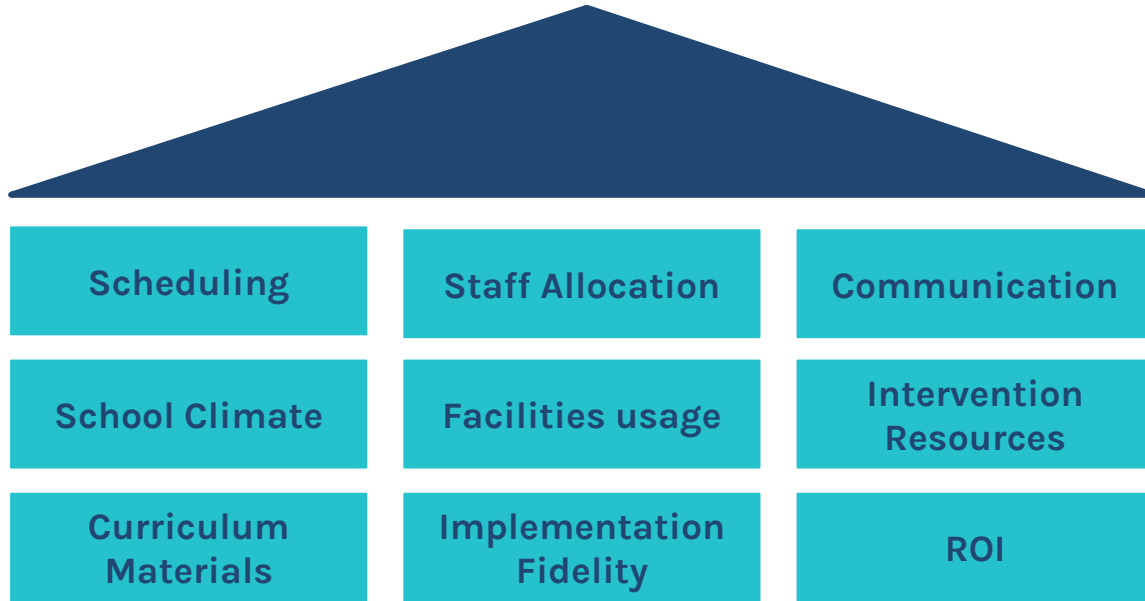 Scheduling
Staff Allocation
Communication
School Climate
Facilities usage
Intervention
Resources
Curriculum
Materials
Implementation
Fidelity
ROI